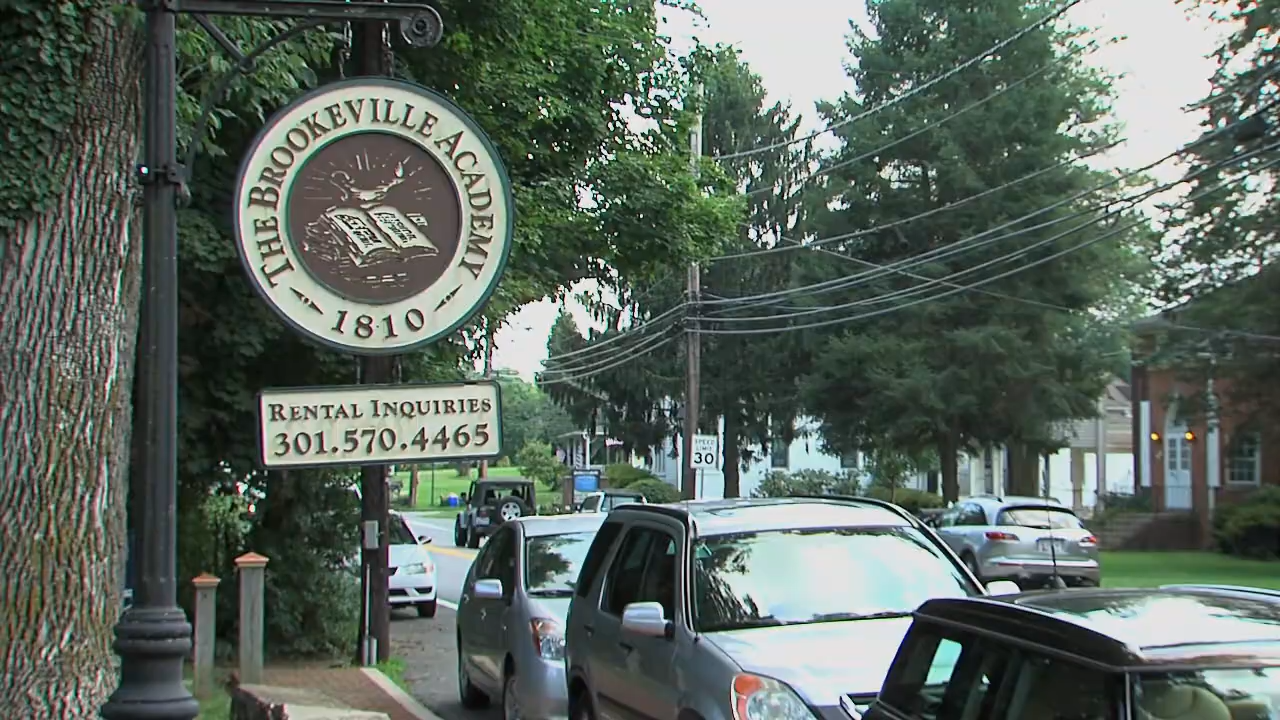 THE BROOKEVILLE ACADEMY
1810
RENTAL INQUIRIES
301.570.4465
SPEED
LIMIT
30